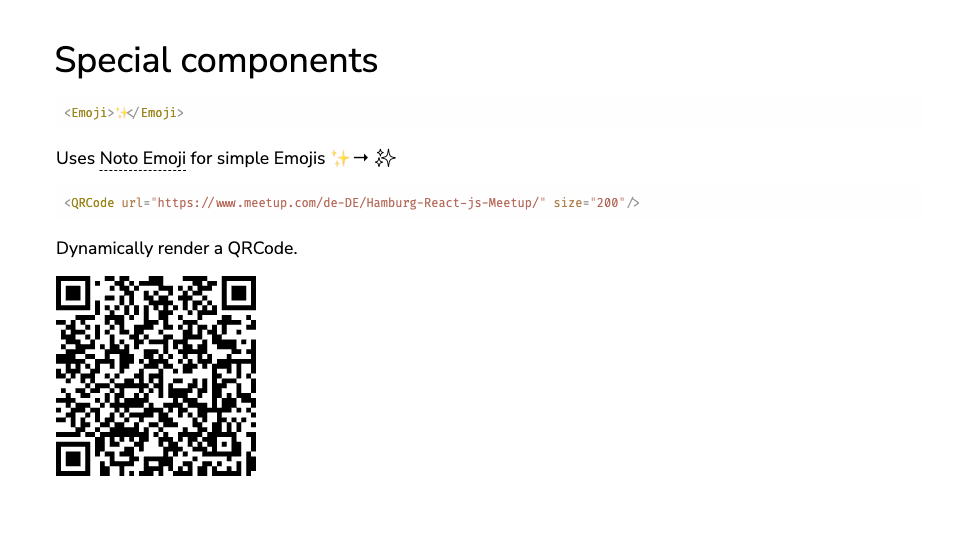 Special components
<Emoji>✨</Emoji>
Uses Noto Emoji for simple Emojis ✨→ ✨
<QRCode url="https://www.meetup.com/de-DE/Hamburg-React-js-Meetup/" size="200"/>
Dynamically render a QRCode.